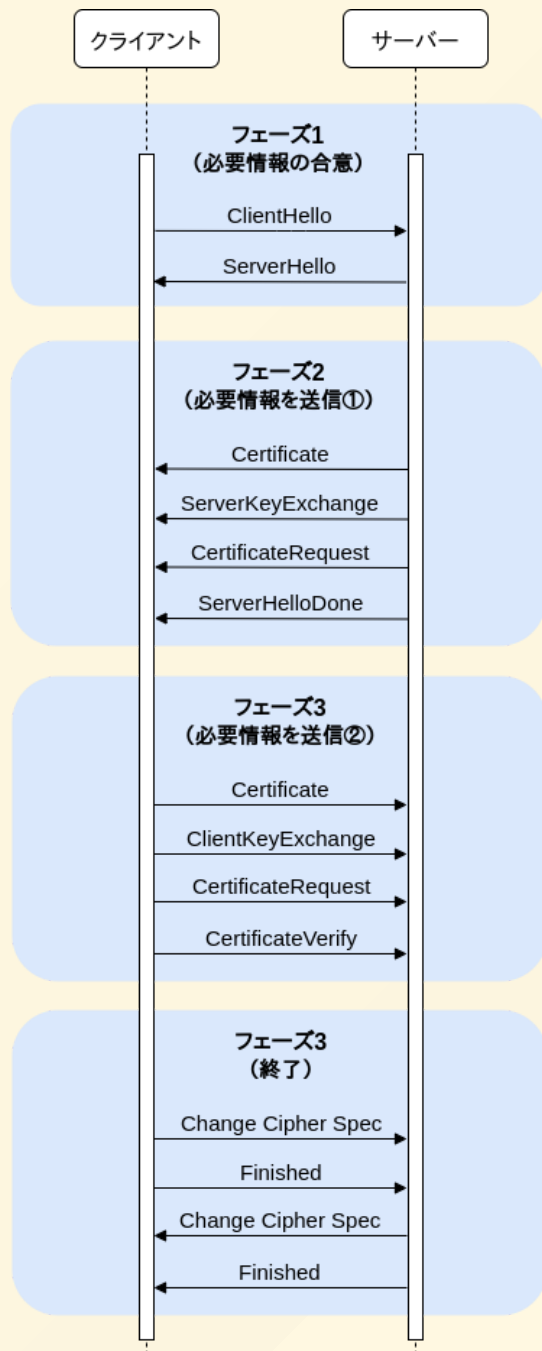 クライアント
サーバー
フェーズ1
（必要情報の合意）
ClientHello
ServerHello
フェーズ2
（必要情報を送信①）
Certificate
ServerKeyExchange
CertificateRequest
ServerHelloDone
フェーズ3
（必要情報を送信②）
Certificate
ClientKeyExchange
CertificateRequest
CertificateVerify
フェーズ3
（終了）
Change Cipher Spec
Finished
Change Cipher Spec
Finished